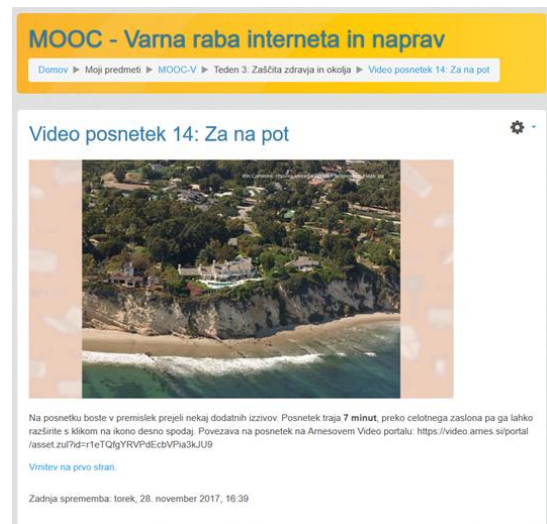 MOOC - Varna raba interneta in naprav
Domov ▶ Moji predmeti ▶ MOOC-V ▶ Teden 3: Zaščita zdravja in okolja ▶ Video posnetek 14: Za na pot
Video posnetek 14: Za na pot
Na posnetku boste v premislek prejeli nekaj dodatnih izzivov. Posnetek traja 7 minut, preko celotnega zaslona pa ga lahko
razširite s klikom na ikono desno spodaj. Povezava na posnetek na Arnesovem Video portalu: https://video.arnes.si/portal
/asset.zul?id=r1eTQfgYRVPdEcbVPia3kJU9
Vrnitev na prvo stran.
Zadnja sprememba: torek, 28. november 2017, 16:39